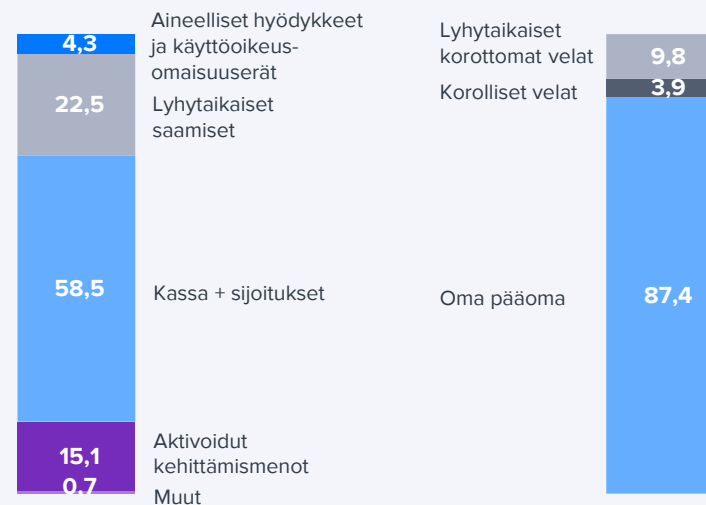 4,3
Aineelliset hyödykkeet
ja käyttöoikeus-
omaisuuserät
22,5
Lyhytaikaiset
saamiset
58,5
Kassa + sijoitukset
15,1
Aktivoidut
kehittämismenot
0,7
Muut
Lyhytaikaiset
korottomat velat
9,8
Korolliset velat
3,9
Oma pääoma
87,4